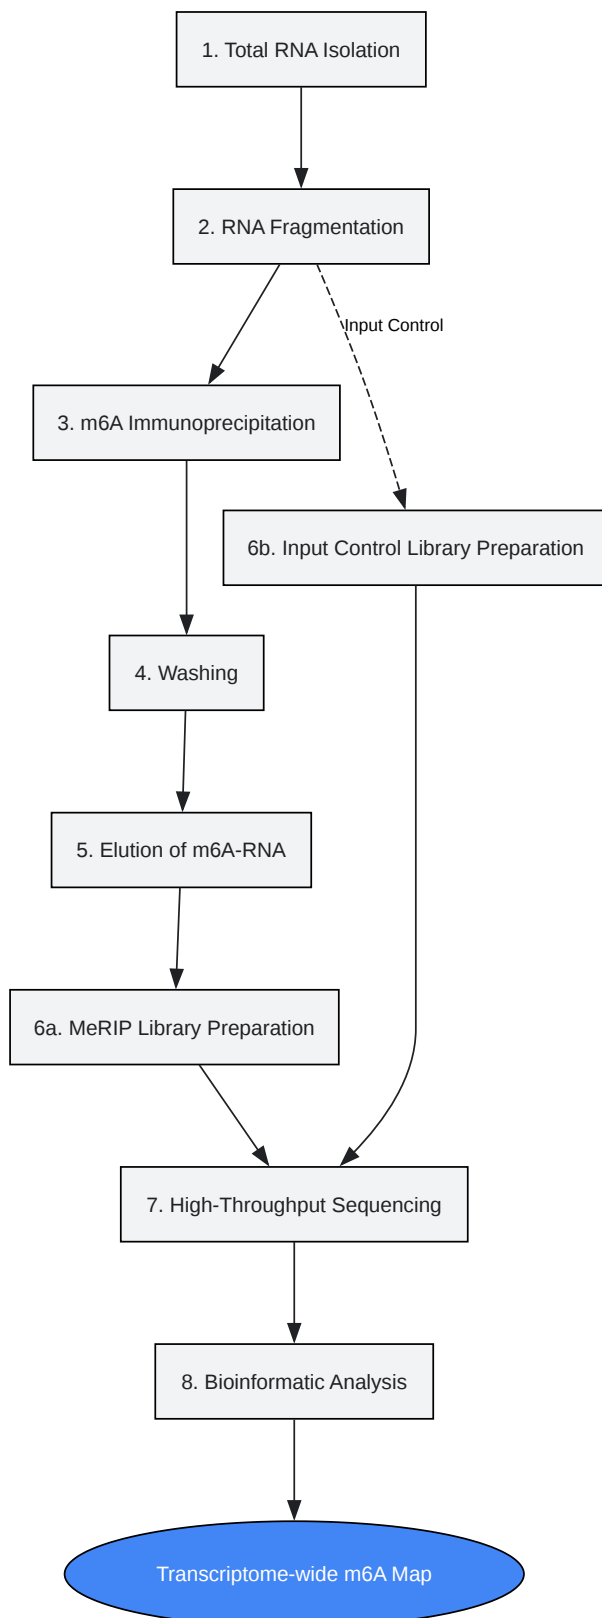 1. Total RNA Isolation
2. RNA Fragmentation
Input Control
3. m6A Immunoprecipitation
6b. Input Control Library Preparation
4. Washing
5. Elution of m6A-RNA
6a. MeRIP Library Preparation
7. High-Throughput Sequencing
8. Bioinformatic Analysis
Transcriptome-wide m6A Map